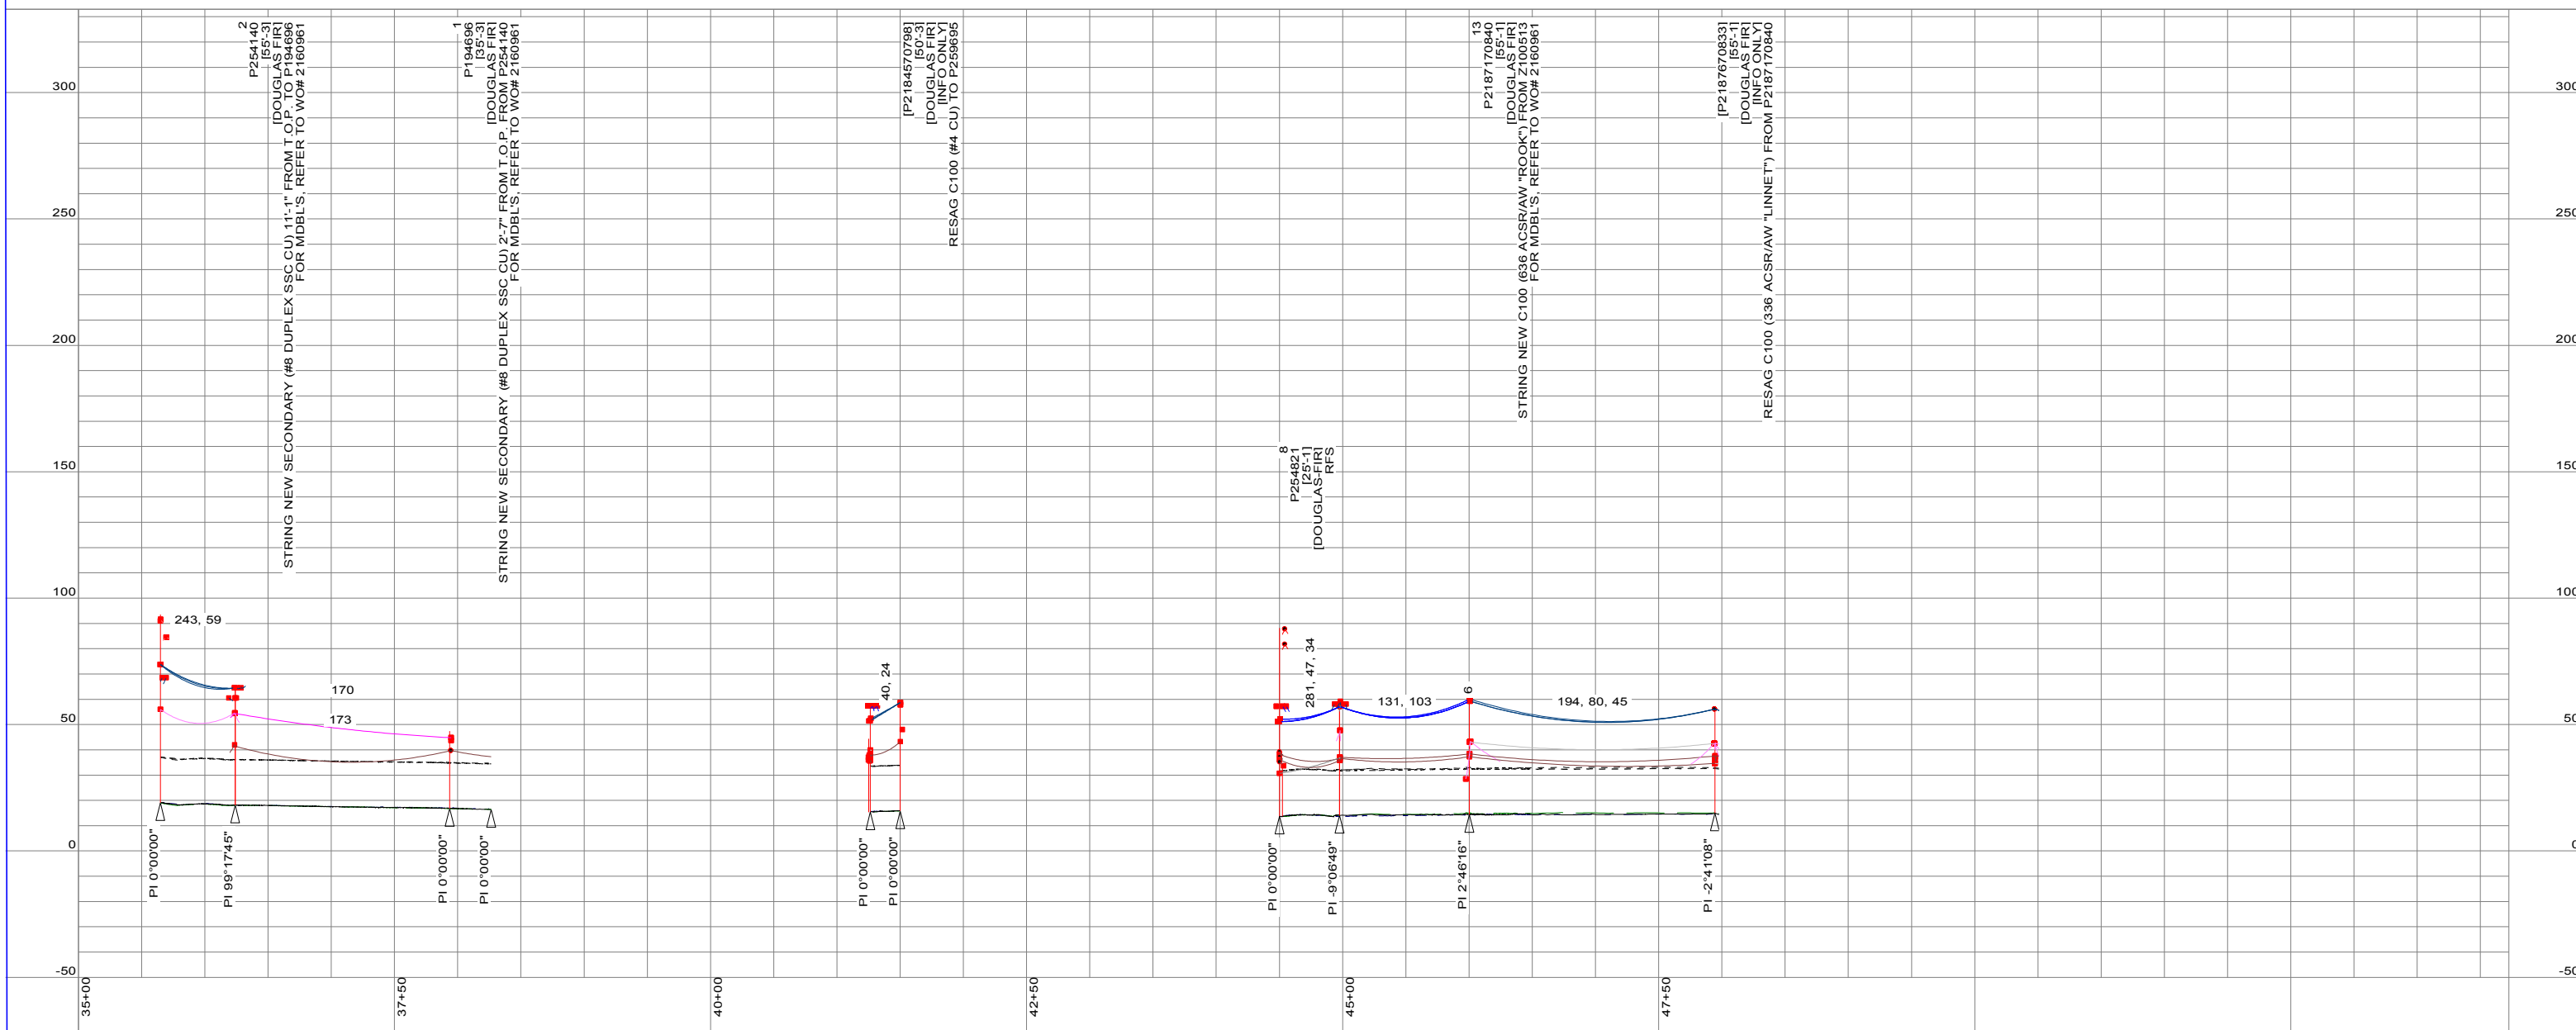 2
P254140
[55'-3]
[DOUGLAS FIR]
STRING NEW SECONDARY (#8 DUPLEX SSC CU) 11'-1" FROM T.O.P. TO P194696
FOR MDBL'S, REFER TO WO# 2160961
1
P194696
[35'-3]
[DOUGLAS FIR]
STRING NEW SECONDARY (#8 DUPLEX SSC CU) 2'-7" FROM T.O.P. FROM P254140
FOR MDBL'S, REFER TO WO# 2160961
[P2184570798]
[50'-3]
[DOUGLAS FIR]
[INFO ONLY]
RESAG C100 (#4 CU) TO P259695
13
P2187170840
[55'-1]
[DOUGLAS FIR]
STRING NEW C100 (636 ACSR/AW "ROOK") FROM Z100513
FOR MDBL'S, REFER TO WO# 2160961
[P2187670833]
[55'-1]
[DOUGLAS FIR]
[INFO ONLY]
RESAG C100 (336 ACSR/AW "LINNET") FROM P2187170840
8
P254821
[25'-1]
[DOUGLAS-FIR]
RFS
300
250
200
150
100
50
0
-50
300
250
200
150
100
50
0
-50
243, 59
170
173
40, 24
281, 47, 34
131, 103
6
194, 80, 45
PI 0°00'00"
PI 99°17'45"
PI 0°00'00"
PI 0°00'00"
PI 0°00'00"
PI 0°00'00"
PI 0°00'00"
PI -9°06'49"
PI 2°46'16"
PI -2°41'08"
35+00
37+50
40+00
42+50
45+00
47+50